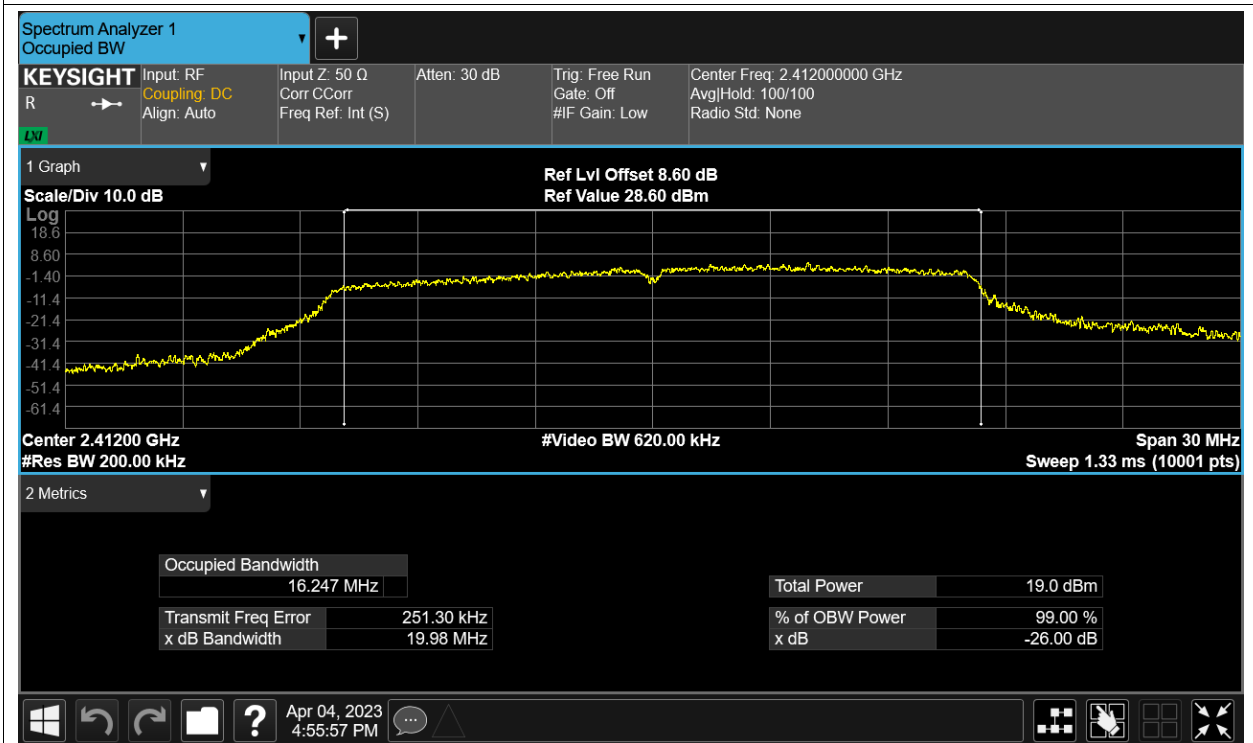 Spectrum Analyzer 1
Occupied BW
KEYSIGHT
R
LXI
Input: RF
Coupling: DC
Align: Auto
Input Z: 50 Ω
Corr CCorr
Freq Ref: Int (S)
Atten: 30 dB
Trig: Free Run
Gate: Off
#IF Gain: Low
Center Freq: 2.412000000 GHz
Avg|Hold: 100/100
Radio Std: None
1 Graph
Scale/Div 10.0 dB
Ref Lvl Offset 8.60 dB
Ref Value 28.60 dBm
Log
18.6
8.60
-1.40
-11.4
-21.4
-31.4
-41.4
-51.4
-61.4
Center 2.41200 GHz
#Video BW 620.00 kHz
Span 30 MHz
#Res BW 200.00 kHz
Sweep 1.33 ms (10001 pts)
2 Metrics
Occupied Bandwidth
16.247 MHz
Total Power 19.0 dBm
Transmit Freq Error 251.30 kHz
% of OBW Power 99.00 %
x dB Bandwidth 19.98 MHz
x dB -26.00 dB
?
Apr 04, 2023
4:55:57 PM